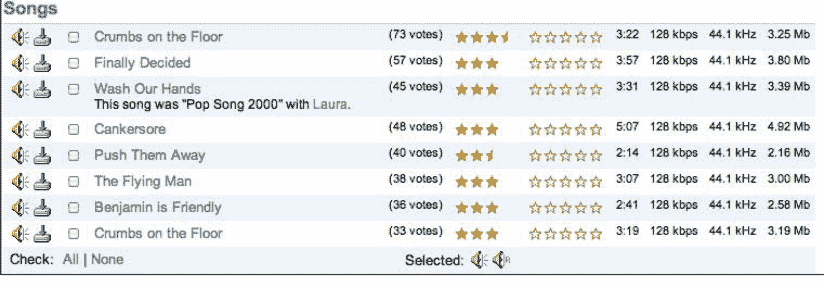 Songs
Crumbs on the Floor (73 votes) 3:22 128 kbps 44.1 kHz 3.25 Mb
Finally Decided (57 votes) 3:57 128 kbps 44.1 kHz 3.80 Mb
Wash Our Hands (45 votes) 3:31 128 kbps 44.1 kHz 3.39 Mb
This song was "Pop Song 2000" with Laura.
Cankersore (48 votes) 5:07 128 kbps 44.1 kHz 4.92 Mb
Push Them Away (40 votes) 2:14 128 kbps 44.1 kHz 2.16 Mb
The Flying Man (38 votes) 3:07 128 kbps 44.1 kHz 3.00 Mb
Benjamin is Friendly (36 votes) 2:41 128 kbps 44.1 kHz 2.58 Mb
Crumbs on the Floor (33 votes) 3:19 128 kbps 44.1 kHz 3.19 Mb
Check: All | None Selected: R